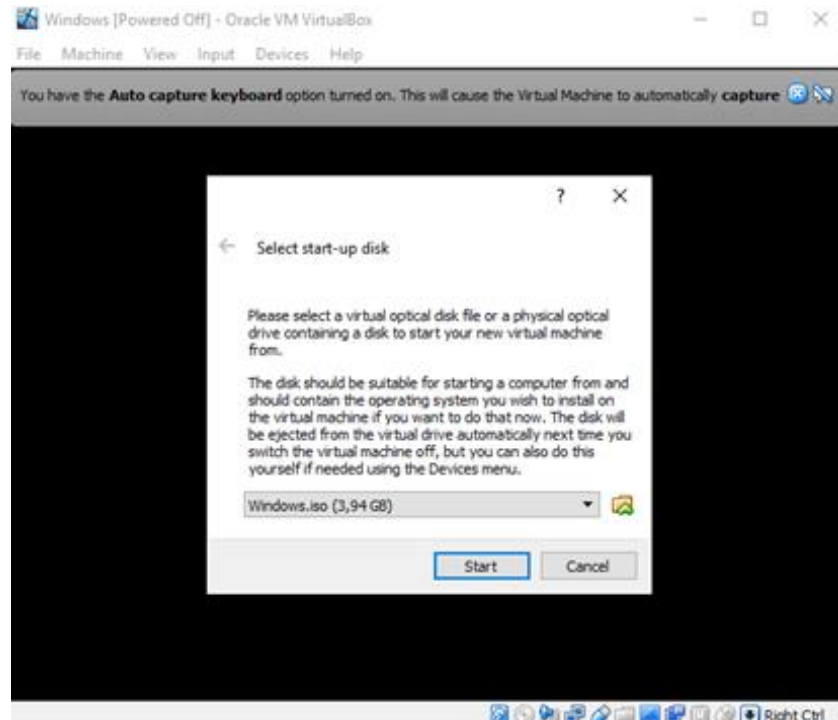 Windows [Powered Off] - Oracle VM VirtualBox
File Machine View Input Devices Help
You have the Auto capture keyboard option turned on. This will cause the Virtual Machine to automatically capture
?
Select start-up disk
Please select a virtual optical disk file or a physical optical
drive containing a disk to start your new virtual machine
from.
The disk should be suitable for starting a computer from and
should contain the operating system you wish to install on
the virtual machine if you want to do that now. The disk will
be ejected from the virtual drive automatically next time you
switch the virtual machine off, but you can also do this
yourself if needed using the Devices menu.
Windows.iso (3,94 GB)
Start Cancel
Right Ctrl